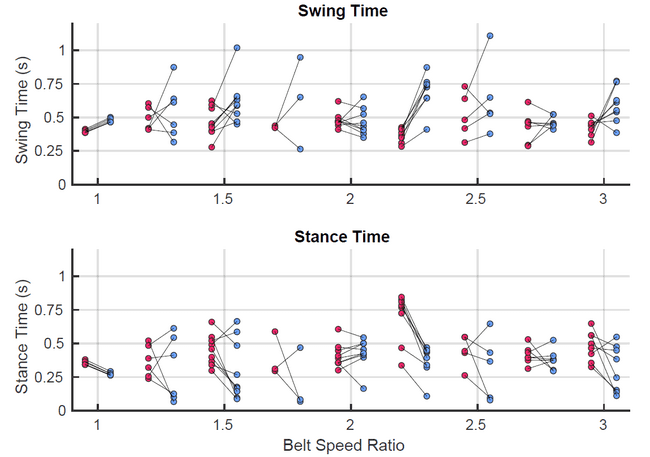 Swing Time
Swing Time (s)
1
0.75
0.5
0.25
0
1 1.5 2 2.5 3
Stance Time
Stance Time (s)
1
0.75
0.5
0.25
0
1 1.5 2 2.5 3
Belt Speed Ratio